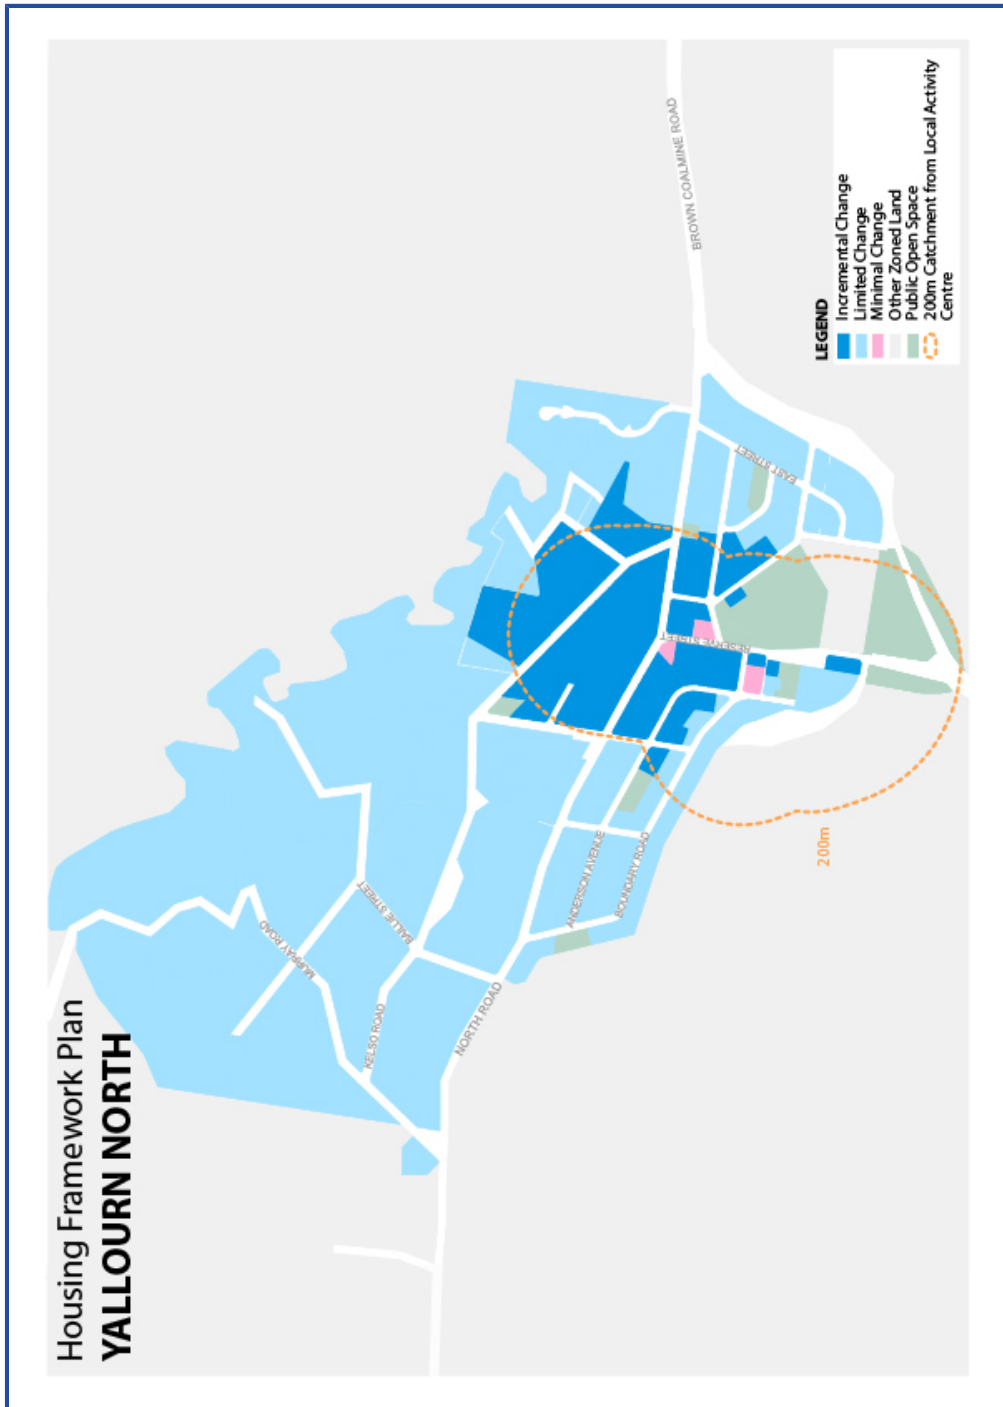 Housing Framework Plan
YALLOURN NORTH
MURRAY ROAD
BAILLIE STREET
KELSO ROAD
NORTH ROAD
ANDERSON AVENUE
BOUNDARY ROAD
RESERVE STREET
EAST STREET
BROWN COALMINE ROAD
200m
LEGEND
Incremental Change
Limited Change
Minimal Change
Other Zoned Land
Public Open Space
200m Catchment from Local Activity
Centre